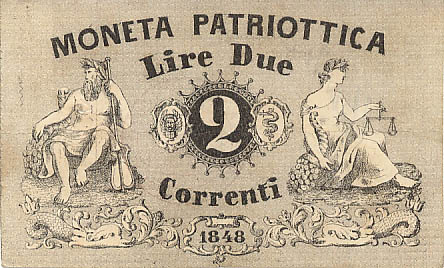 MONETA PATRIOTTICA
Lire Due
2
Correnti
1848